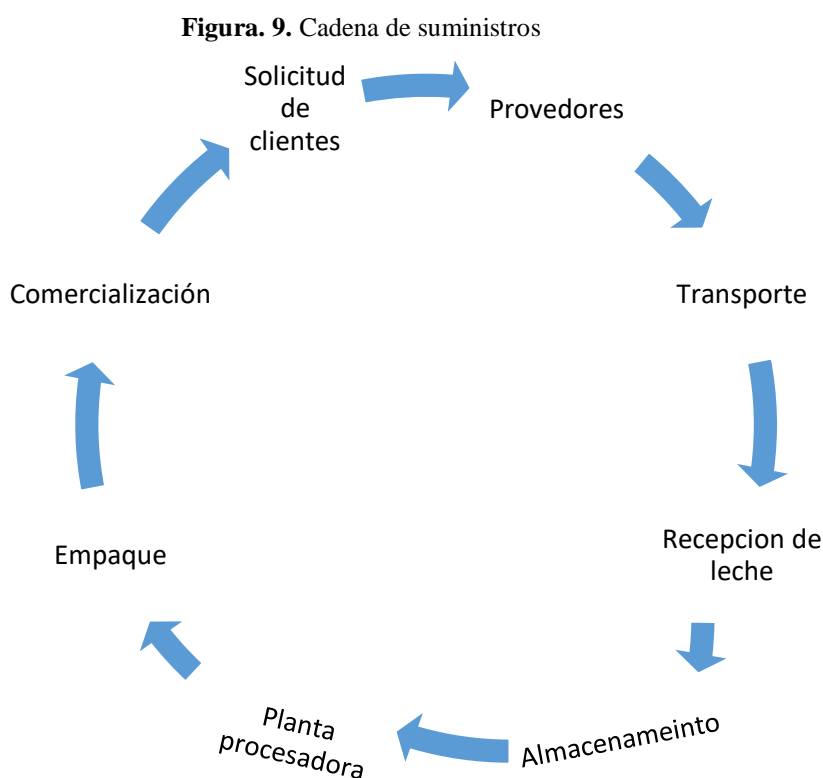 Figura. 9. Cadena de suministros
Solicitud
de
clientes
Provedores
Transporte
Recepcion de
leche
Almacenameinto
Planta
procesadora
Empaque
Comercialización